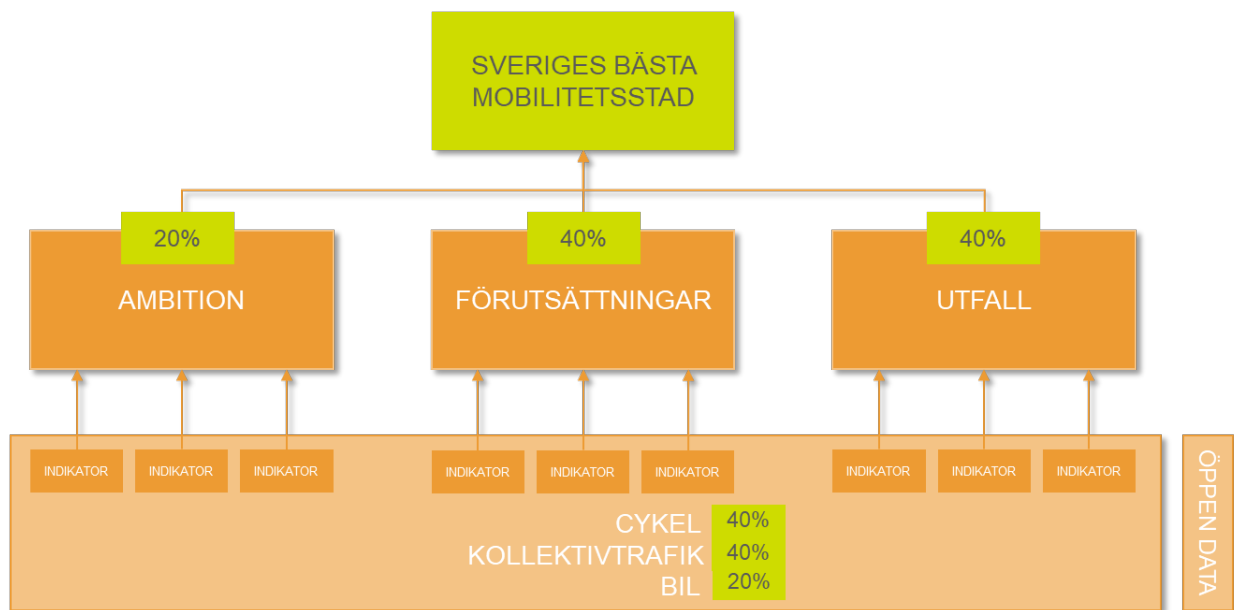 SVERIGES BÄSTA
MOBILITETSSTAD
20%
40%
40%
AMBITION
FÖRUTSÄTTNINGAR
UTFALL
INDIKATOR
INDIKATOR
INDIKATOR
INDIKATOR
INDIKATOR
INDIKATOR
INDIKATOR
INDIKATOR
INDIKATOR
CYKEL 40%
KOLLEKTIVTRAFIK 40%
BIL 20%
ÖPPEN DATA